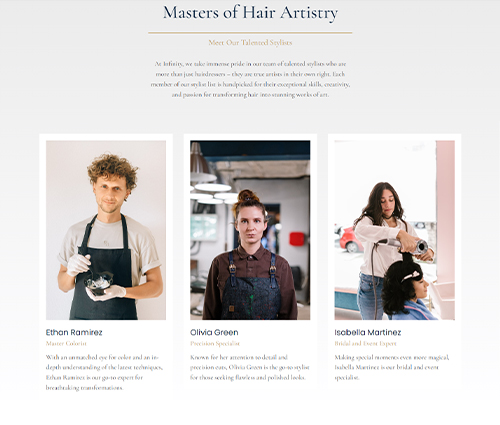 Masters of Hair Artistry
Meet Our Talented Stylists
At Infinity, we take immense pride in our team of talented stylists who are
more than just hairdressers – they are true artists in their own right. Each
member of our stylist list is handpicked for their exceptional skills, creativity,
and passion for transforming hair into stunning works of art.
Ethan Ramirez
Master Colorist
With an unmatched eye for color and an in-
depth understanding of the latest techniques,
Ethan Ramirez is our go-to expert for
breathtaking transformations.
Olivia Green
Precision Specialist
Known for her attention to detail and
precision cuts, Olivia Green is the go-to stylist
for those seeking flawless and polished looks.
Isabella Martinez
Bridal and Event Expert
Making special moments even more magical,
Isabella Martinez is our bridal and event
specialist.